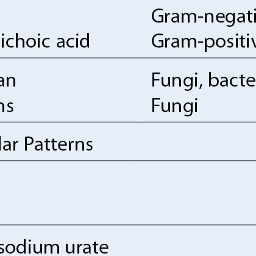 Gram-negati
ichoic acid Gram-positiv
an Fungi, bacte
ns Fungi
lar Patterns
sodium urate